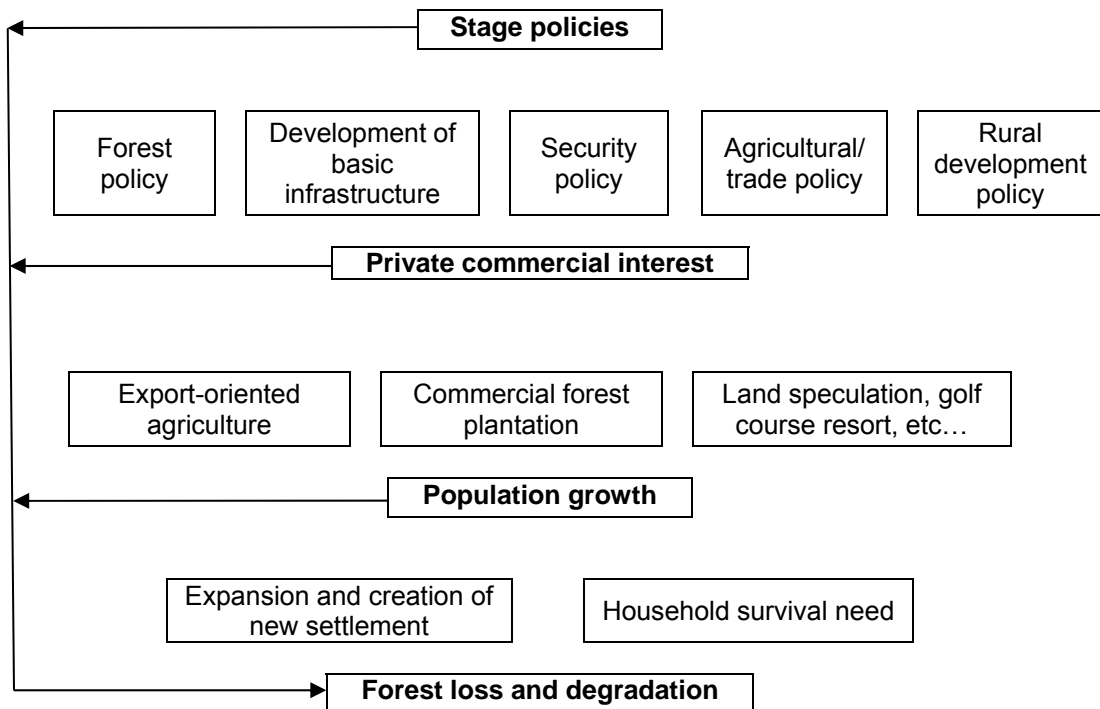 Stage policies
Forest
policy
Development of
basic
infrastructure
Security
policy
Agricultural/
trade policy
Rural
development
policy
Private commercial interest
Export-oriented
agriculture
Commercial forest
plantation
Land speculation, golf
course resort, etc…
Population growth
Expansion and creation of
new settlement
Household survival need
Forest loss and degradation